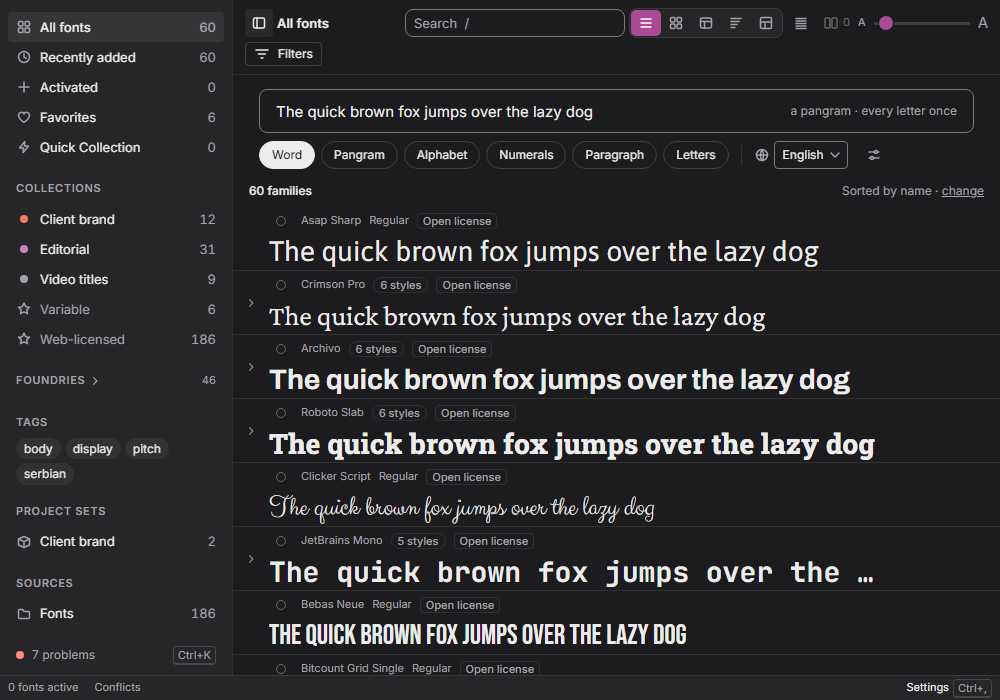 All fonts 60
Recently added 60
Activated 0
Favorites 6
Quick Collection 0
COLLECTIONS
Client brand 12
Editorial 31
Video titles 9
Variable 6
Web-licensed 186
FOUNDRIES 46
TAGS
body display pitch
serbian
PROJECT SETS
Client brand 2
SOURCES
Fonts 186
7 problems Ctrl+K
All fonts Search / 0 A A
Filters
The quick brown fox jumps over the lazy dog a pangram · every letter once
Word Pangram Alphabet Numerals Paragraph Letters English
60 families Sorted by name · change
Asap Sharp Regular Open license
The quick brown fox jumps over the lazy dog
Crimson Pro 6 styles Open license
The quick brown fox jumps over the lazy dog
Archivo 6 styles Open license
The quick brown fox jumps over the lazy dog
Roboto Slab 6 styles Open license
The quick brown fox jumps over the lazy dog
Clicker Script Regular Open license
The quick brown fox jumps over the lazy dog
JetBrains Mono 5 styles Open license
The quick brown fox jumps over the …
Bebas Neue Regular Open license
THE QUICK BROWN FOX JUMPS OVER THE LAZY DOG
Bitcount Grid Single Regular Open license
0 fonts active Conflicts Settings Ctrl+,